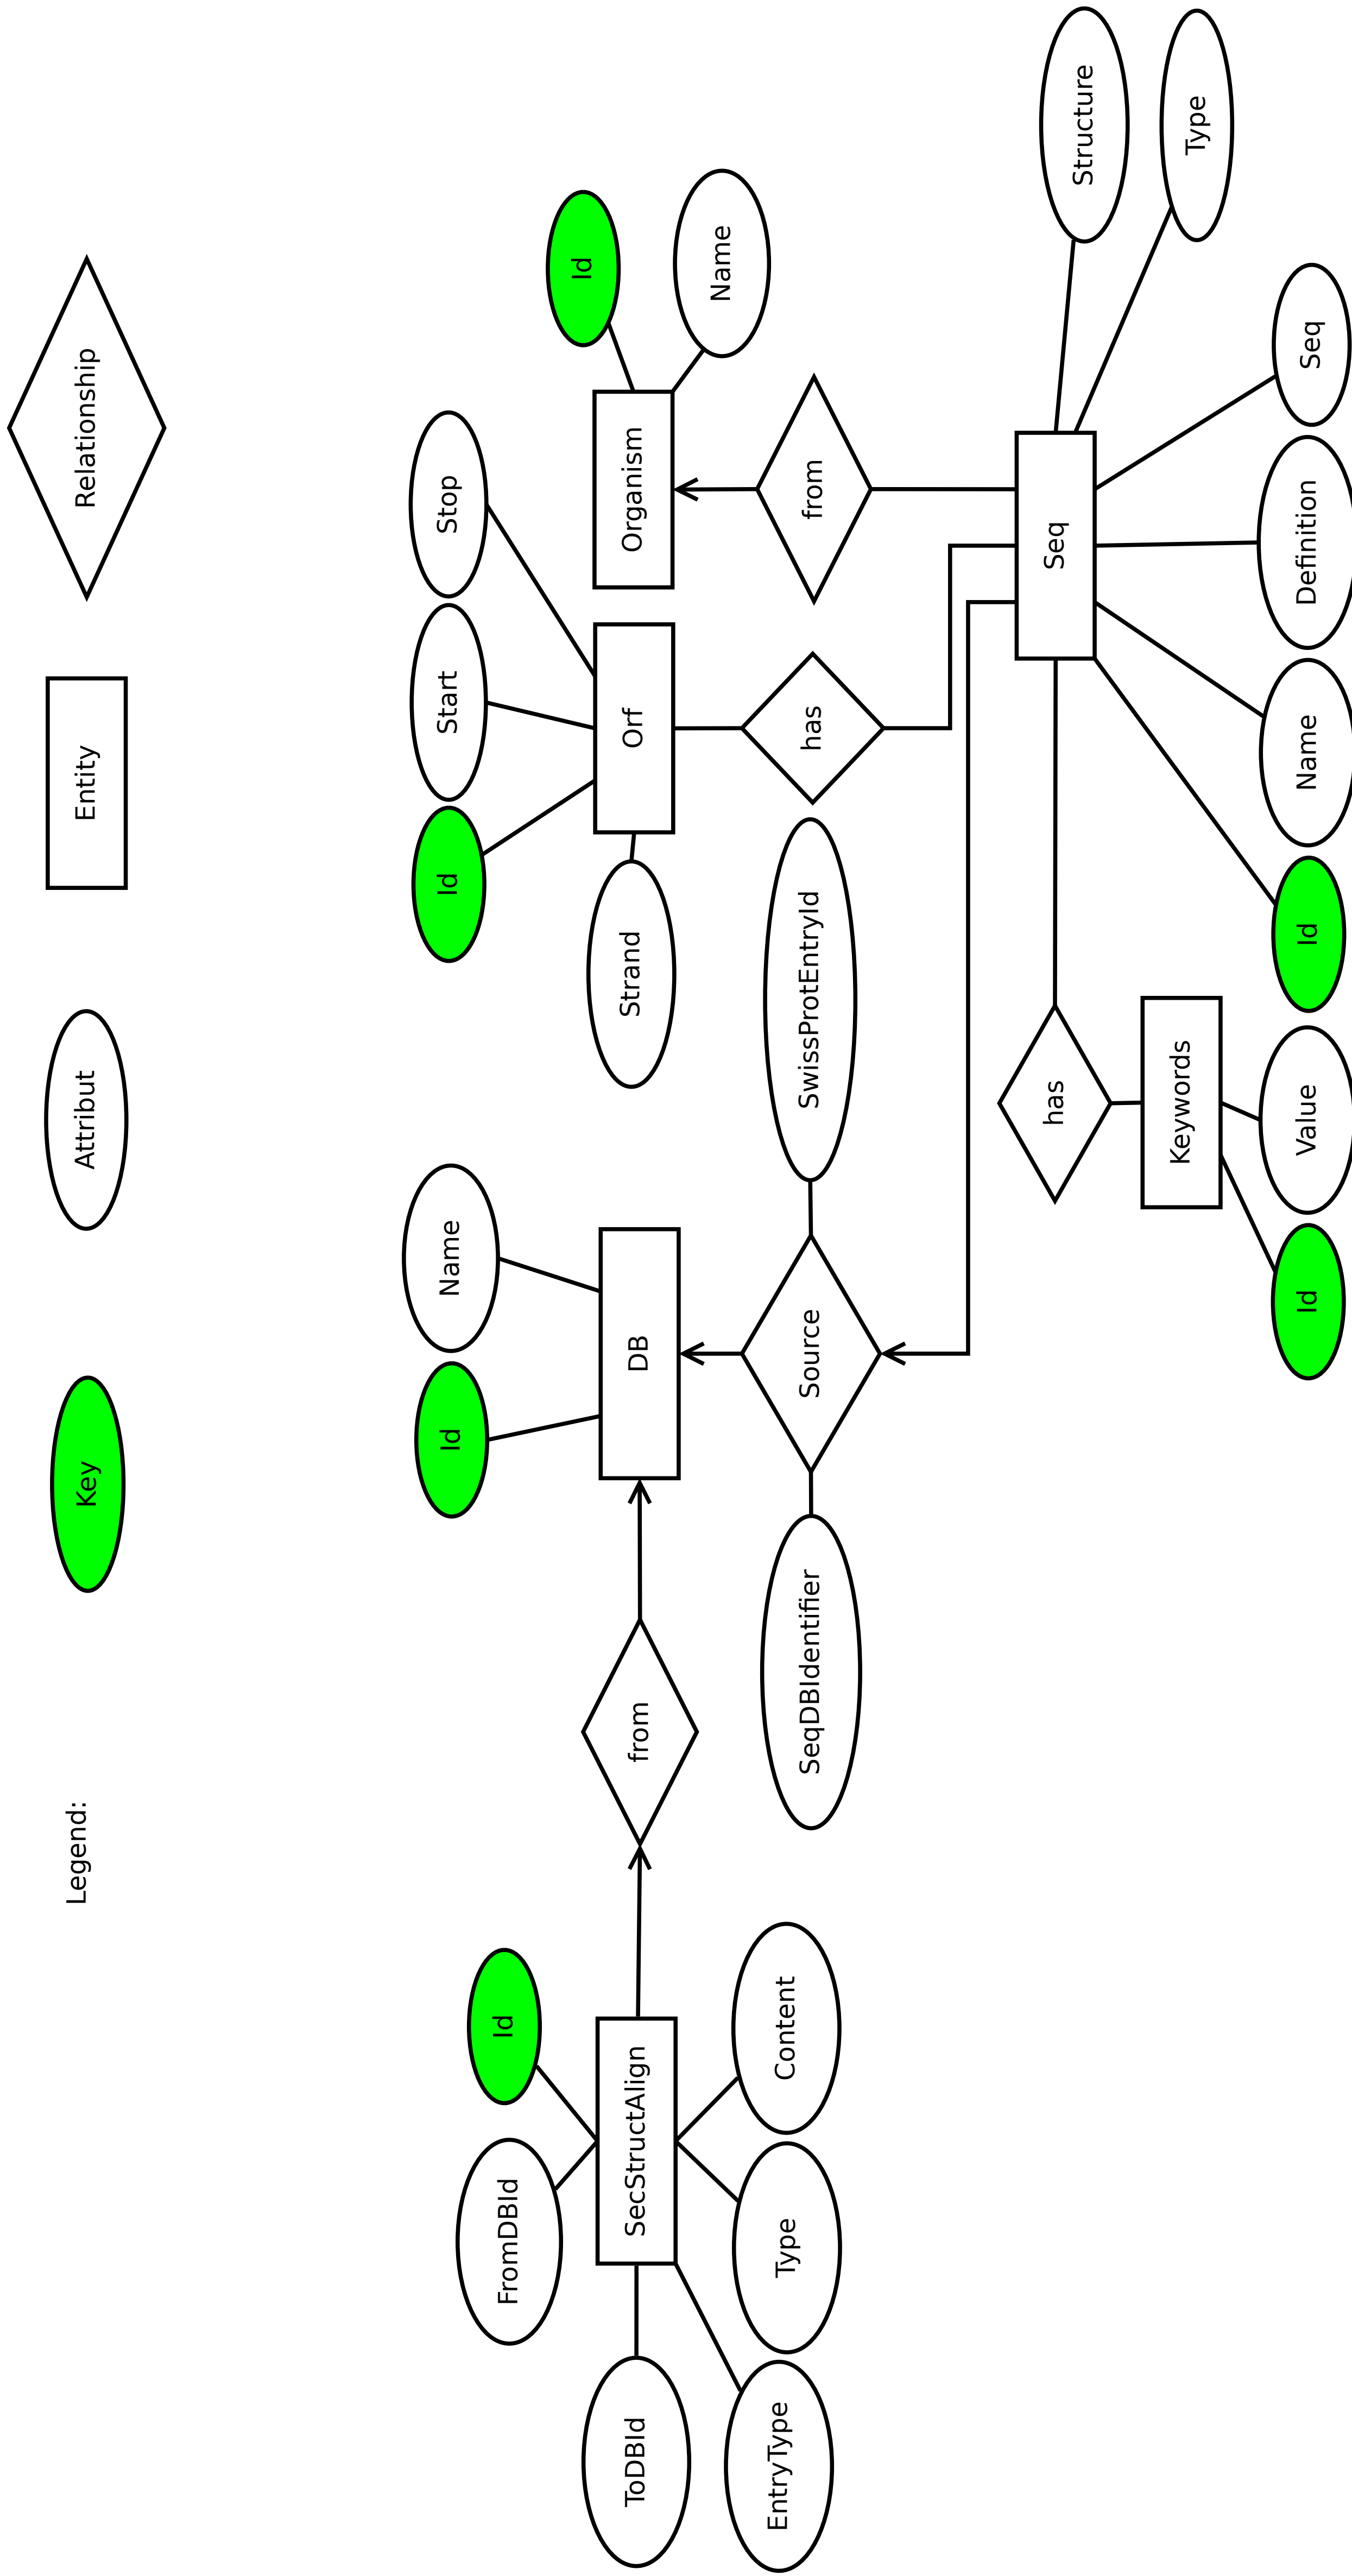 Legend:
Key
Attribut
Entity
Relationship
Id
Name
Id
Start
Stop
Id
FromDBId
Id
ToDBId
SecStructAlign
from
DB
Strand
Orf
Organism
Name
EntryType
Type
Content
SeqDBIdentifier
Source
SwissProtEntryId
has
from
has
Seq
Structure
Keywords
Type
Id
Value
Id
Name
Definition
Seq